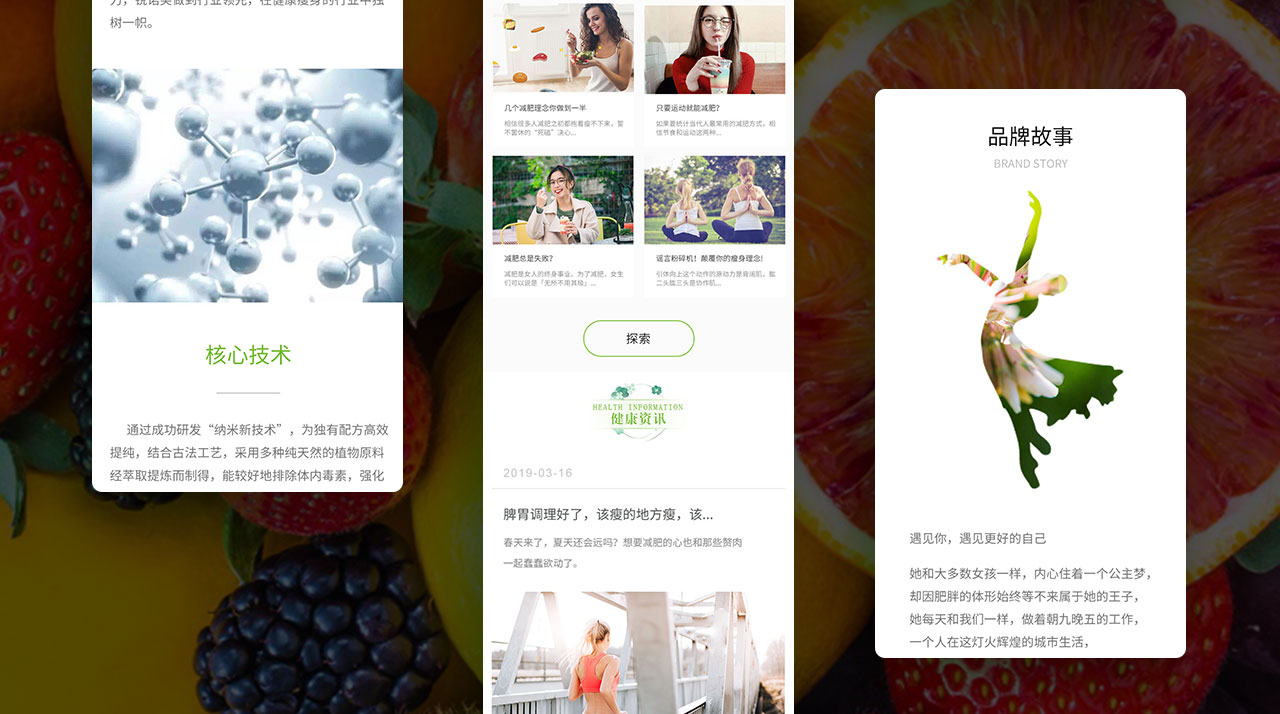 力，锐诺美做到行业领先，在健康瘦身的行业中独
树一帜。
核心技术
通过成功研发“纳米新技术”，为独有配方高效
提纯，结合古法工艺，采用多种纯天然的植物原料
经萃取提炼而制得，能较好地排除体内毒素，强化
几个减肥理念你做到一半
相信很多人减肥之初都抱着瘦不下来，誓
不罢休的“死磕”决心...
只要运动就能减肥?
如果要统计当代人最常用的减肥方式，相
信节食和运动这两种...
减肥总是失败?
减肥是女人的终身事业。为了减肥，女生
们可以说是「无所不用其极」...
谣言粉碎机！颠覆你的瘦身理念!
引体向上这个动作的原动力是背阔肌，肱
二头肱三头是协作肌...
探索
HEALTH INFORMATION
健康资讯
2019-03-16
脾胃调理好了，该瘦的地方瘦，该...
春天来了，夏天还会远吗？想要减肥的心也和那些赘肉
一起蠢蠢欲动了。
品牌故事
BRAND STORY
遇见你，遇见更好的自己
她和大多数女孩一样，内心住着一个公主梦，
却因肥胖的体形始终等不来属于她的王子，
她每天和我们一样，做着朝九晚五的工作，
一个人在这灯火辉煌的城市生活，